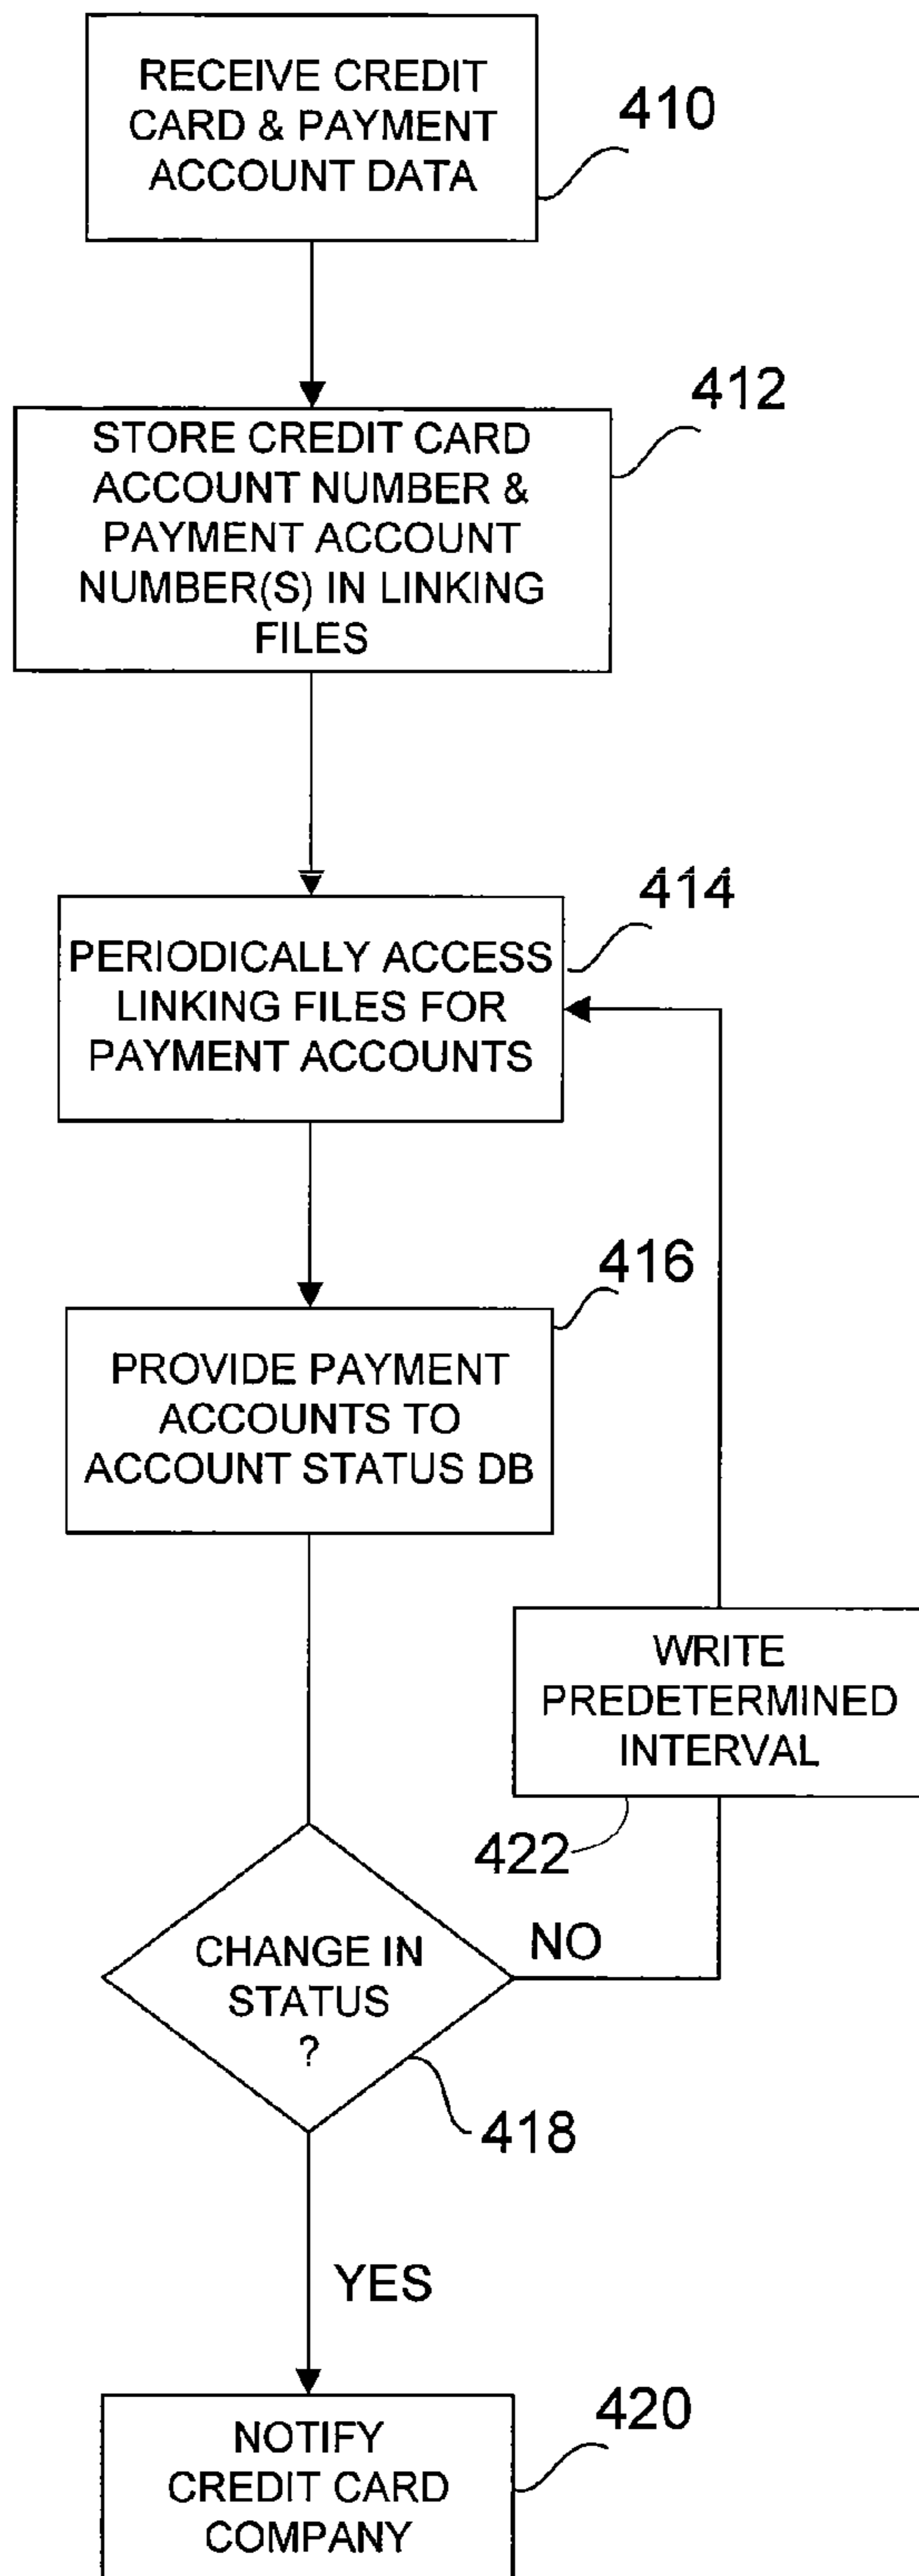 RECEIVE CREDIT
CARD & PAYMENT
ACCOUNT DATA
410
STORE CREDIT CARD
ACCOUNT NUMBER &
PAYMENT ACCOUNT
NUMBER(S) IN LINKING
FILES
412
PERIODICALLY ACCESS
LINKING FILES FOR
PAYMENT ACCOUNTS
414
PROVIDE PAYMENT
ACCOUNTS TO
ACCOUNT STATUS DB
416
WRITE
PREDETERMINED
INTERVAL
422
CHANGE IN
STATUS
?
NO
418
YES
NOTIFY
CREDIT CARD
COMPANY
420